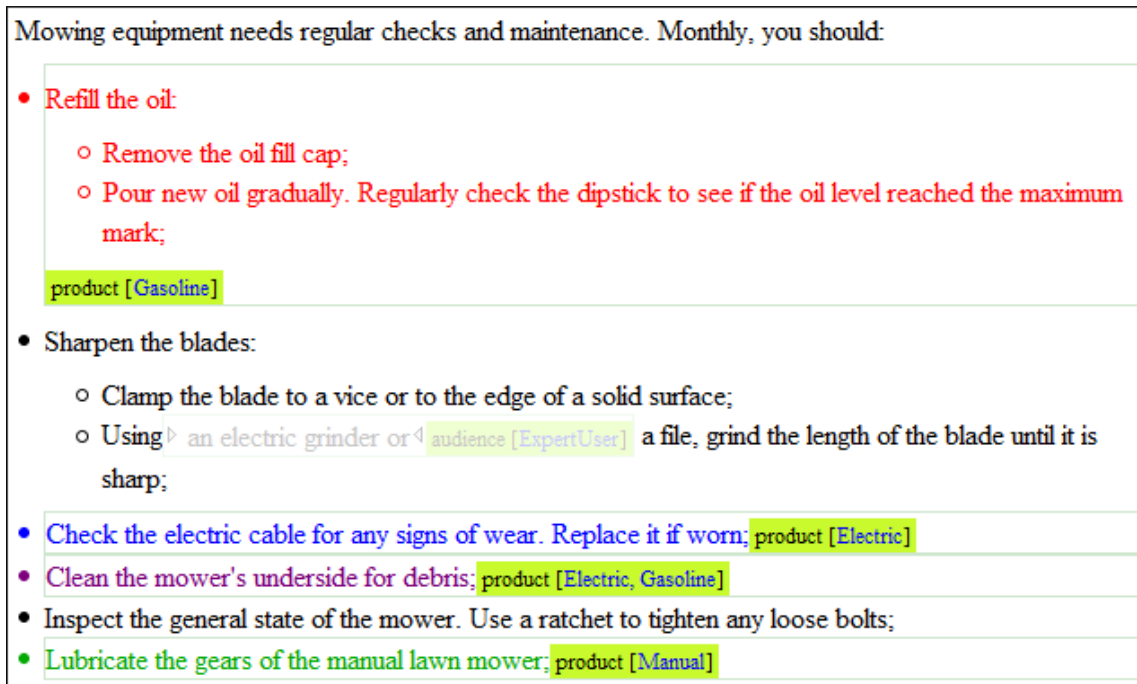 Mowing equipment needs regular checks and maintenance. Monthly, you should:
Refill the oil:
Remove the oil fill cap;
Pour new oil gradually. Regularly check the dipstick to see if the oil level reached the maximum
mark;
product [Gasoline]
Sharpen the blades:
Clamp the blade to a vice or to the edge of a solid surface;
Using an electric grinder or audience [ExpertUser] a file, grind the length of the blade until it is
sharp;
Check the electric cable for any signs of wear. Replace it if worn; product [Electric]
Clean the mower's underside for debris; product [Electric, Gasoline]
Inspect the general state of the mower. Use a ratchet to tighten any loose bolts;
Lubricate the gears of the manual lawn mower; product [Manual]